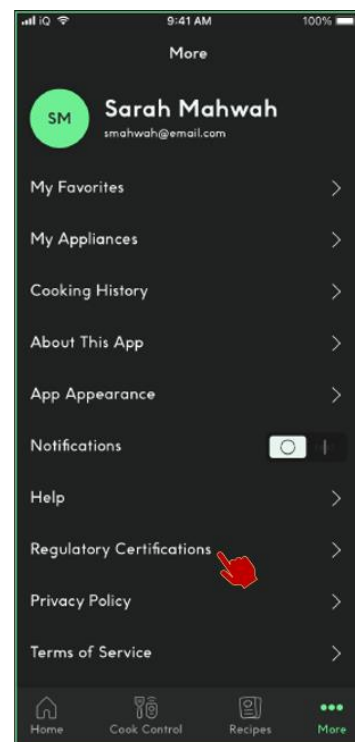 iQ 9:41 AM 100%
More
SM
Sarah Mahwah
smahwah@email.com
My Favorites
My Appliances
Cooking History
About This App
App Appearance
Notifications
Help
Regulatory Certifications
Privacy Policy
Terms of Service
Home Cook Control Recipes More